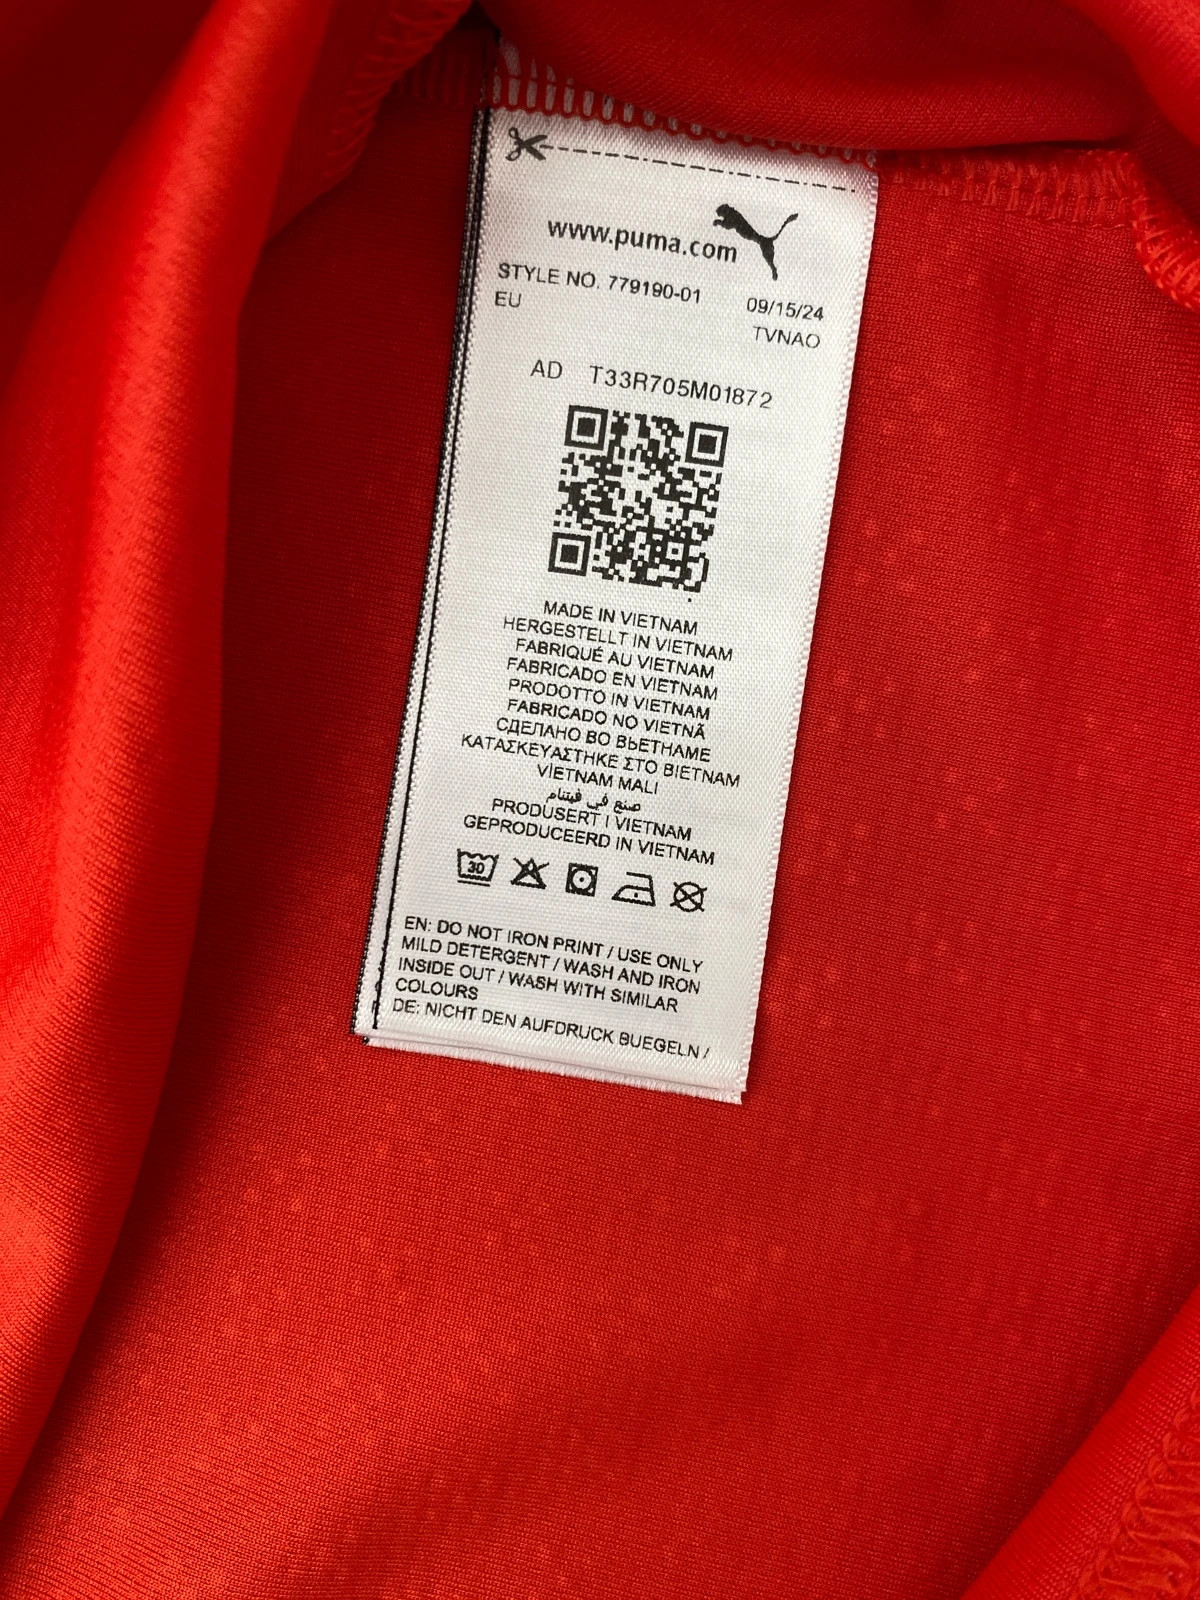 www.puma.com
STYLE NO. 779190-01 09/15/24
EU TVNAO
AD T33R705M01872
MADE IN VIETNAM
HERGESTELLT IN VIETNAM
FABRIQUÉ AU VIETNAM
FABRICADO EN VIETNAM
PRODOTTO IN VIETNAM
FABRICADO NO VIETNÃ
СДЕЛАНО ВО ВЬЕТНАМЕ
ΚΑΤΑΣΚΕΥΑΣΤΗΚΕ ΣΤΟ ΒΙΕΤΝΑΜ
VİETNAM MALI
صنع في فيتنام
PRODUSERT I VIETNAM
GEPRODUCEERD IN VIETNAM
30
EN: DO NOT IRON PRINT / USE ONLY
MILD DETERGENT / WASH AND IRON
INSIDE OUT / WASH WITH SIMILAR
COLOURS
DE: NICHT DEN AUFDRUCK BUEGELN /